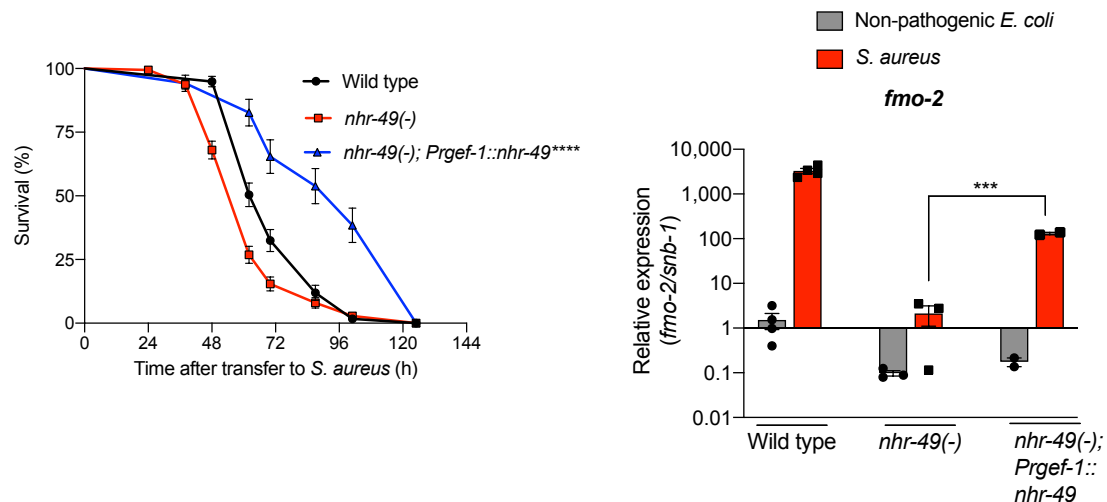 Non-pathogenic E. coli
S. aureus
fmo-2
100
75
50
25
0
Survival (%)
0 24 48 72 96 120 144
Time after transfer to S. aureus (h)
Wild type
nhr-49(-)
nhr-49(-); Prgef-1::nhr-49****
Relative expression
(fmo-2/snb-1)
10,000
1,000
100
10
1
0.1
0.01
***
Wild type
nhr-49(-)
nhr-49(-);
Prgef-1::
nhr-49